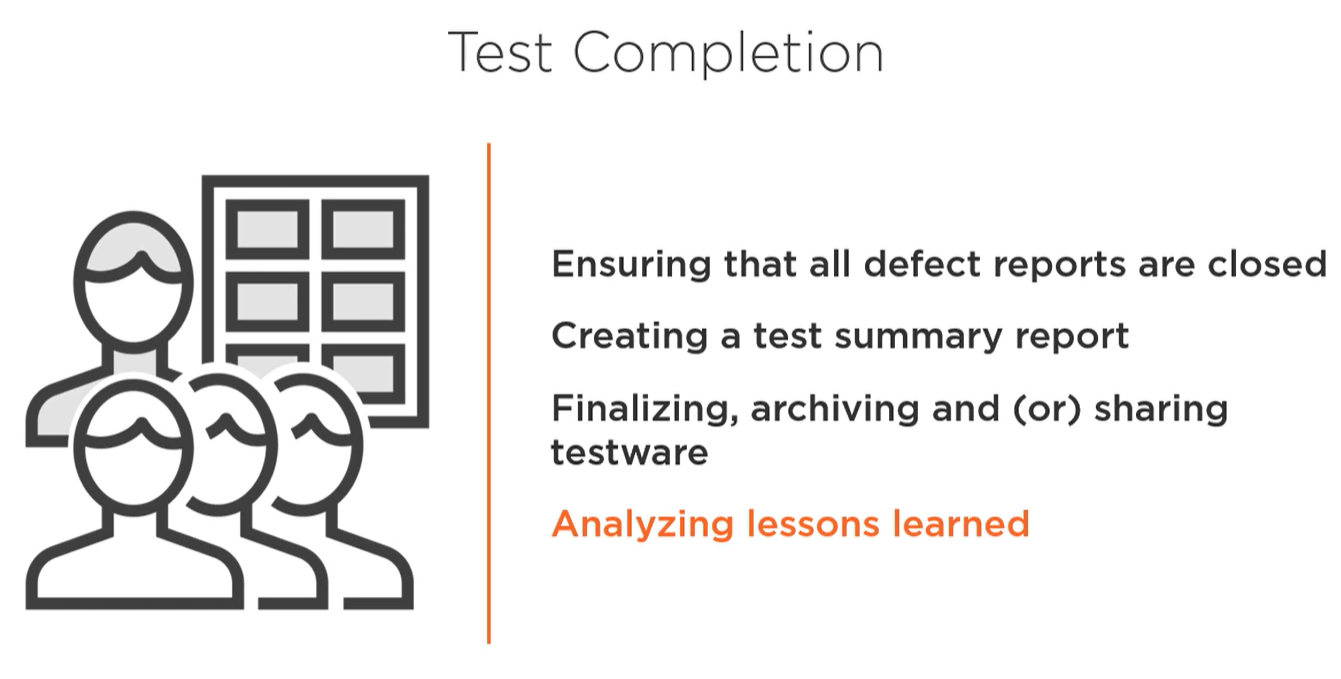 Test Completion
Ensuring that all defect reports are closed
Creating a test summary report
Finalizing, archiving and (or) sharing
testware
Analyzing lessons learned